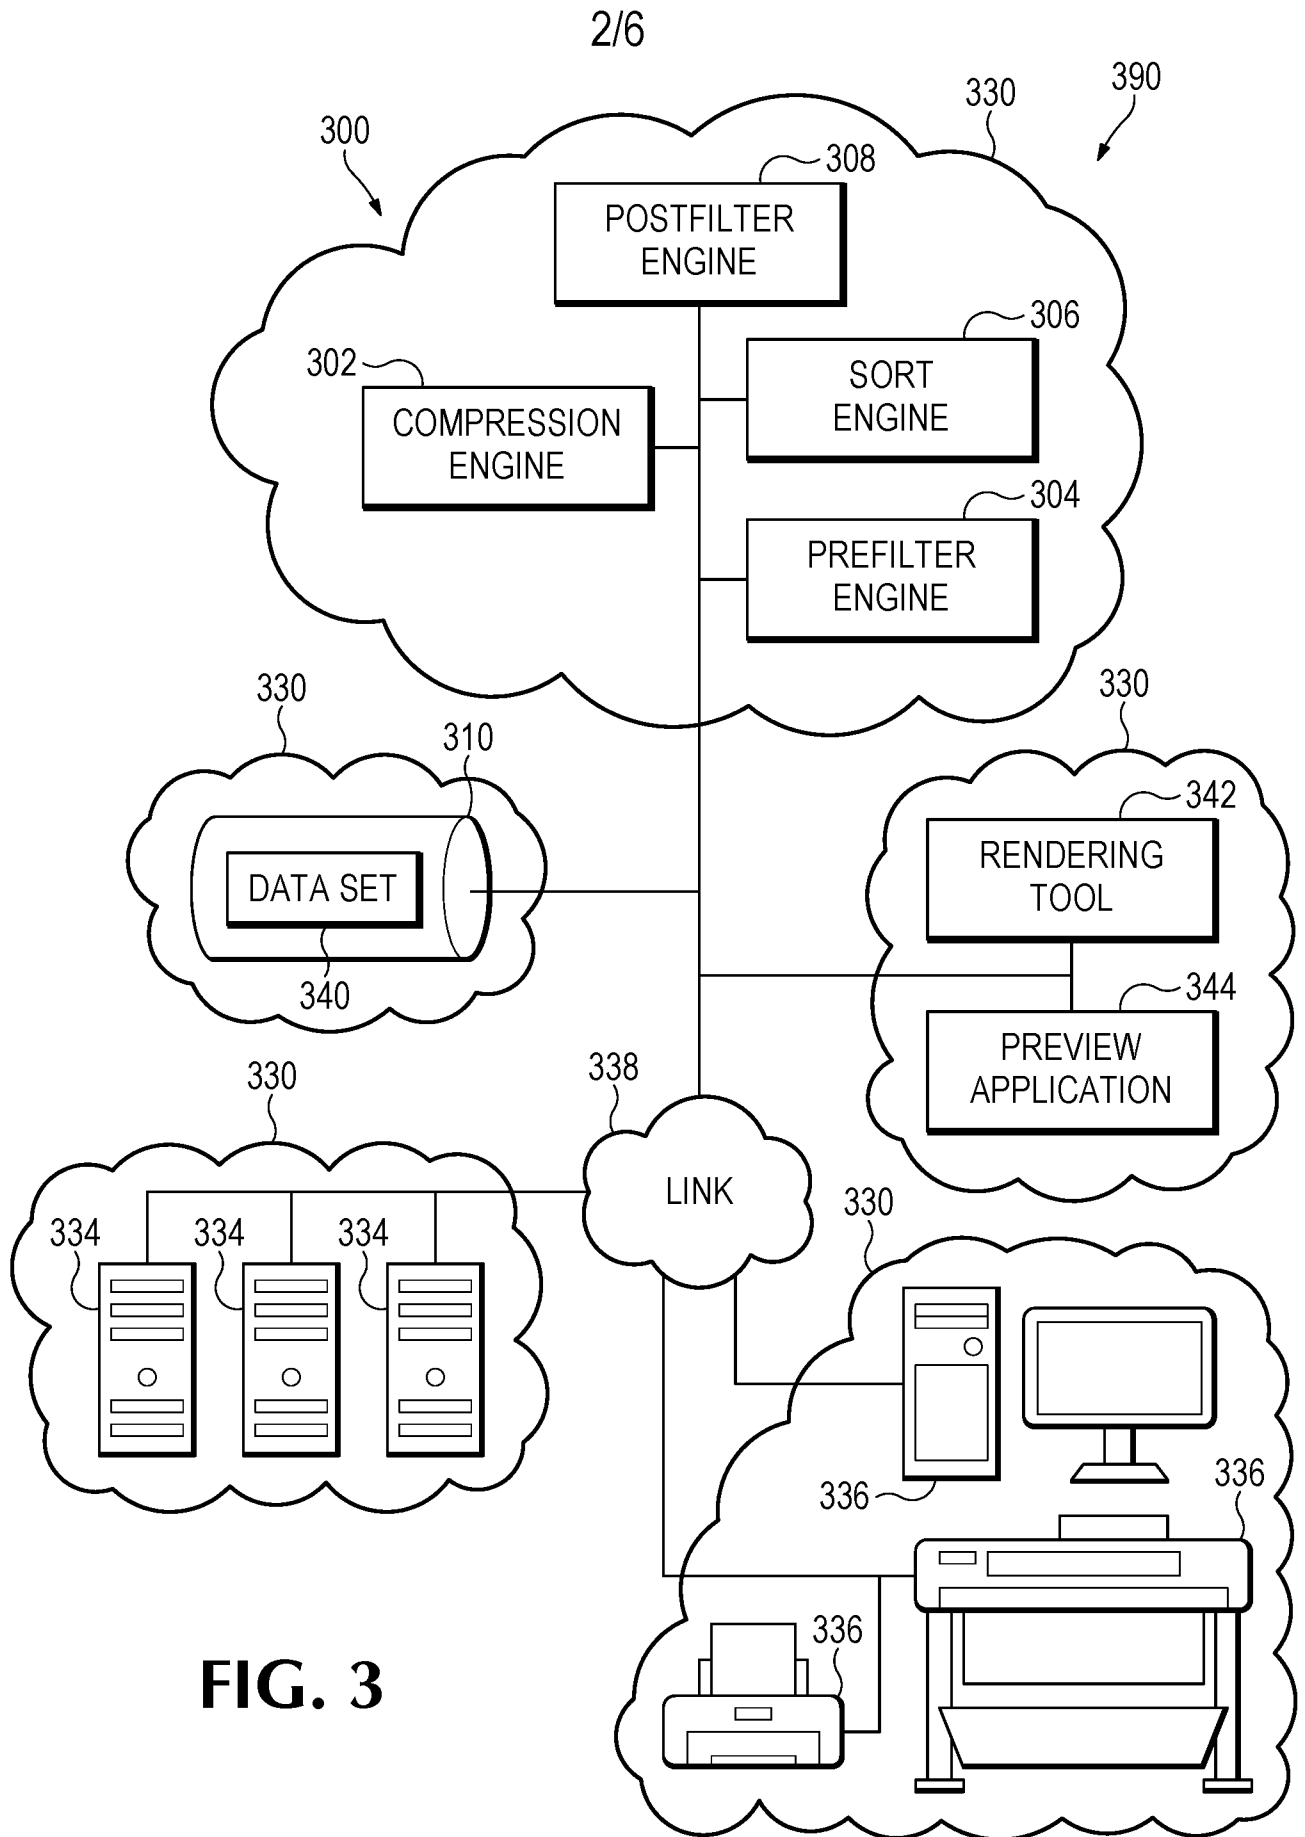 2/6
390
330
300
308
POSTFILTER
ENGINE
306
302
SORT
ENGINE
COMPRESSION
ENGINE
304
PREFILTER
ENGINE
330
330
310
342
RENDERING
TOOL
DATA SET
340
344
PREVIEW
APPLICATION
338
330
LINK
330
334
334
334
336
336
336
FIG. 3